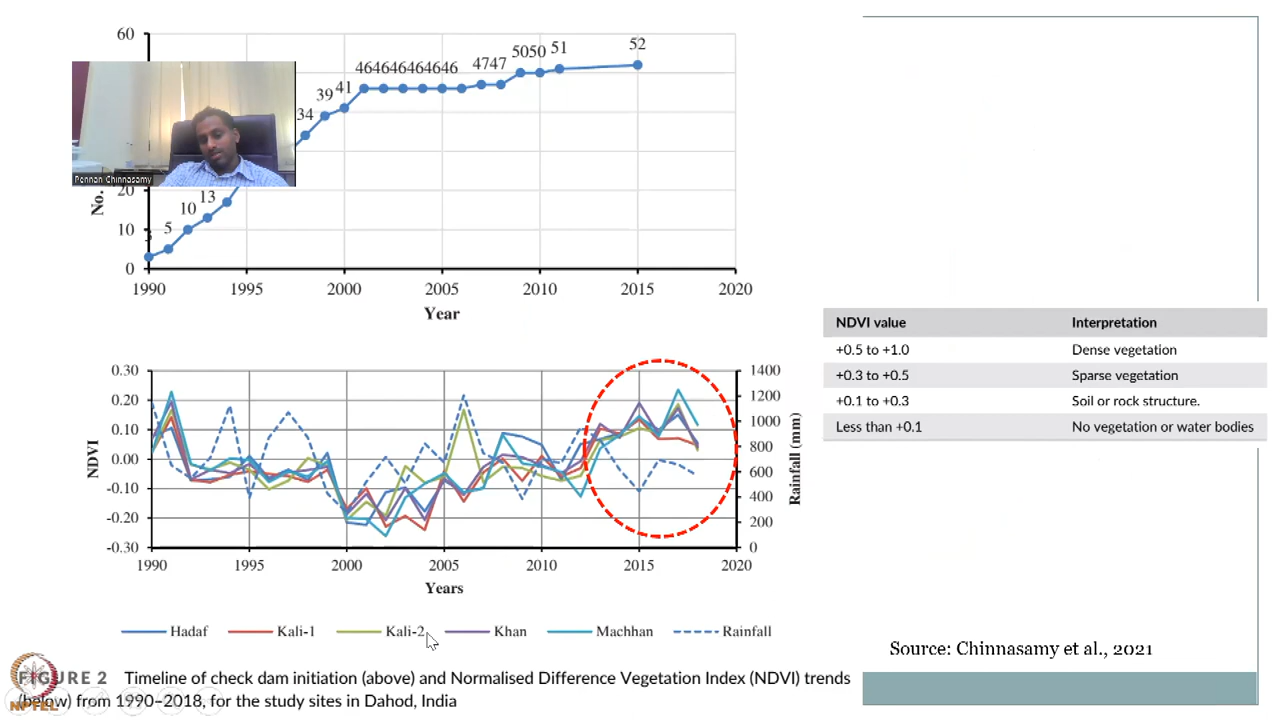 60
5050 51 52
4747
464646464646
39 41
34
Pennan Chinnasamy
No.
20
13
10
5
10
0
1990 1995 2000 2005 2010 2015 2020
Year
NDVI value Interpretation
+0.5 to +1.0 Dense vegetation
+0.3 to +0.5 Sparse vegetation
+0.1 to +0.3 Soil or rock structure.
Less than +0.1 No vegetation or water bodies
0.30 1400
0.20 1200
0.10 1000
0.00 800
-0.10 600
-0.20 400
200
-0.30 0
NDVI
Rainfall (mm)
1990 1995 2000 2005 2010 2015 2020
Years
Hadaf Kali-1 Kali-2 Khan Machhan Rainfall
Source: Chinnasamy et al., 2021
FIGURE 2 Timeline of check dam initiation (above) and Normalised Difference Vegetation Index (NDVI) trends
(below) from 1990–2018, for the study sites in Dahod, India
NPTEL